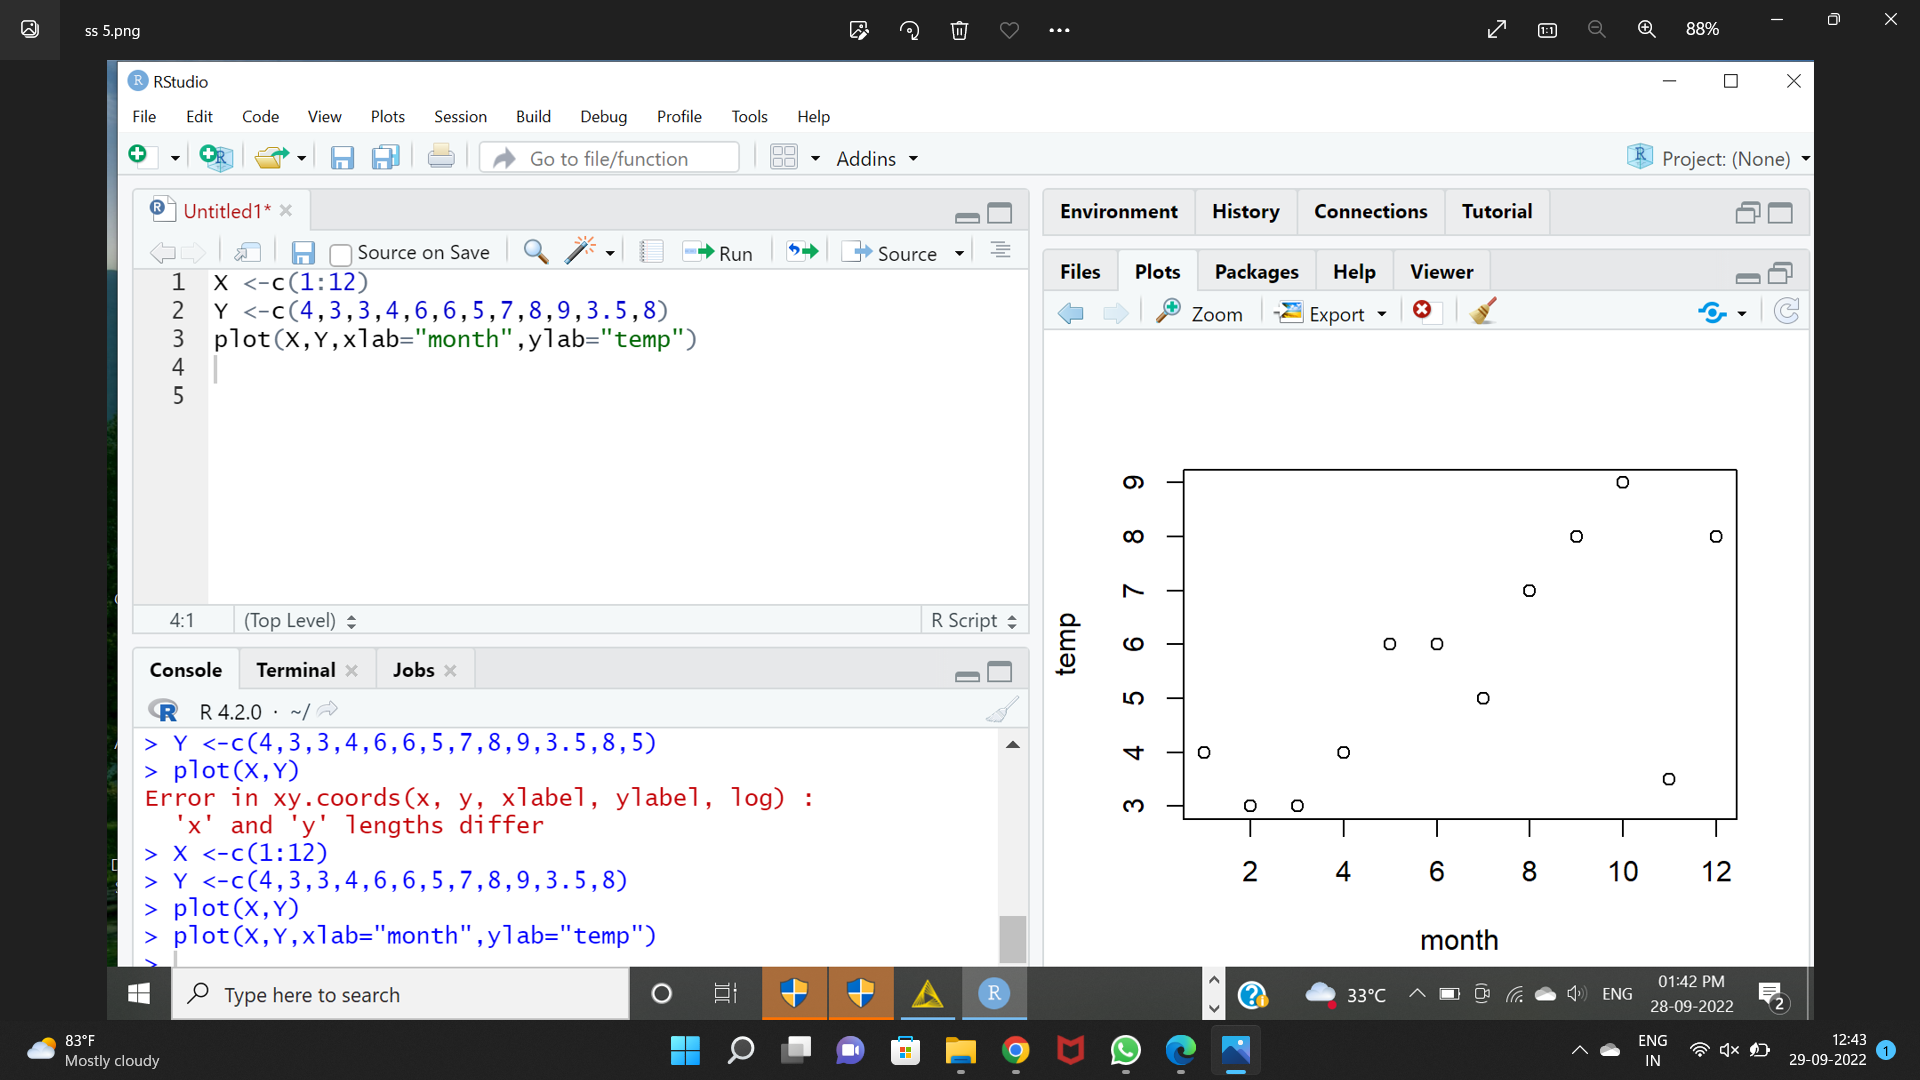 ss 5.png
88%
RStudio
File Edit Code View Plots Session Build Debug Profile Tools Help
Go to file/function
Addins
Project: (None)
Untitled1*
Source on Save
Run
Source
1 X <-c(1:12)
2 Y <-c(4,3,3,4,6,6,5,7,8,9,3.5,8)
3 plot(X,Y,xlab="month",ylab="temp")
4
5
4:1 (Top Level) R Script
Console Terminal Jobs
R 4.2.0 · ~/
> Y <-c(4,3,3,4,6,6,5,7,8,9,3.5,8,5)
> plot(X,Y)
Error in xy.coords(x, y, xlabel, ylabel, log) :
'x' and 'y' lengths differ
> X <-c(1:12)
> Y <-c(4,3,3,4,6,6,5,7,8,9,3.5,8)
> plot(X,Y)
> plot(X,Y,xlab="month",ylab="temp")
>
Environment History Connections Tutorial
Files Plots Packages Help Viewer
Zoom Export
9
8
7
6
5
4
3
temp
2 4 6 8 10 12
month
Type here to search
33°C
ENG
01:42 PM
28-09-2022
2
83°F
Mostly cloudy
ENG
IN
12:43
29-09-2022
1